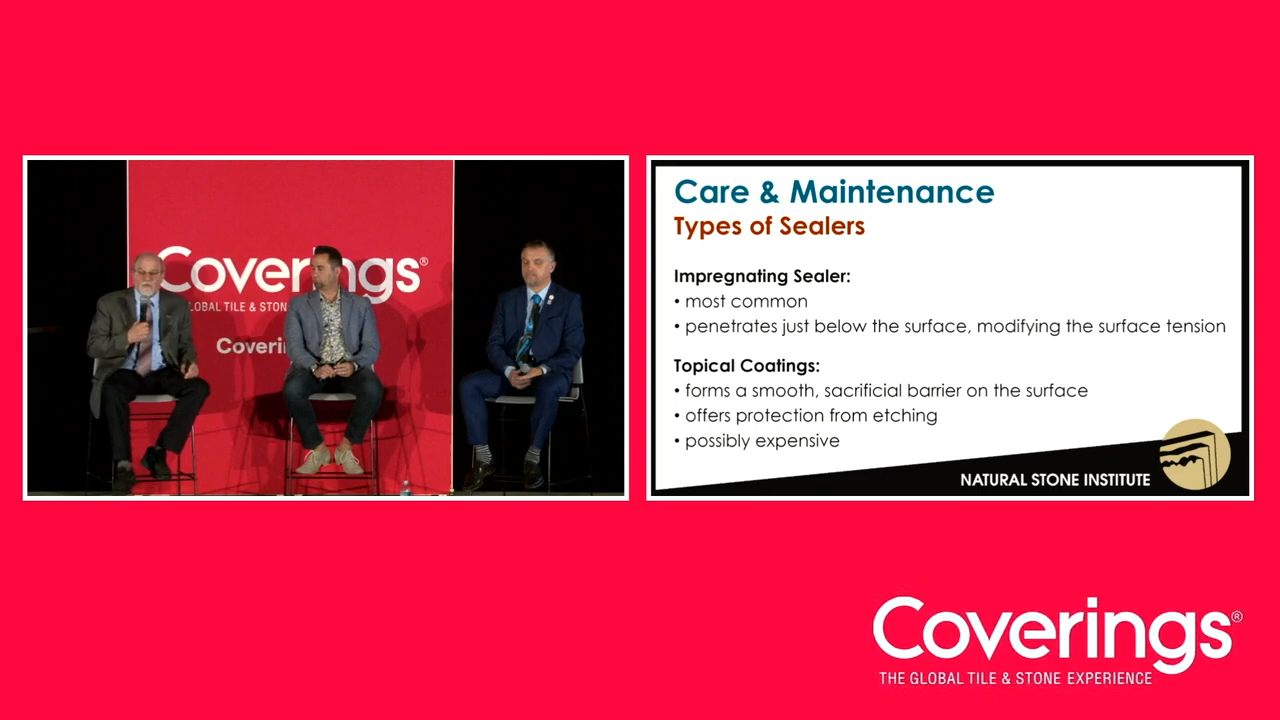 Coverings®
LOBAL TILE & STON
Coveri
Care & Maintenance
Types of Sealers
Impregnating Sealer:
• most common
• penetrates just below the surface, modifying the surface tension
Topical Coatings:
• forms a smooth, sacrificial barrier on the surface
• offers protection from etching
• possibly expensive
NATURAL STONE INSTITUTE
Coverings®
THE GLOBAL TILE & STONE EXPERIENCE